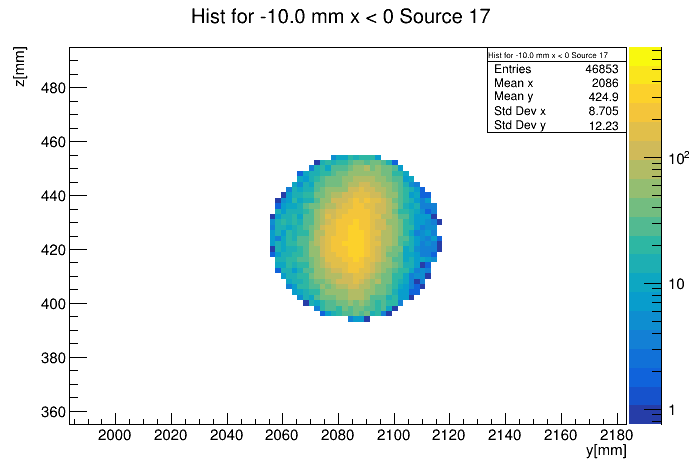 Hist for -10.0 mm x < 0 Source 17
z[mm]
Hist for -10.0 mm x < 0 Source 17
Entries 46853
Mean x 2086
Mean y 424.9
Std Dev x 8.705
Std Dev y 12.23
480
460
440
420
400
380
360
2000 2020 2040 2060 2080 2100 2120 2140 2160 2180
y[mm]
10²
10
1